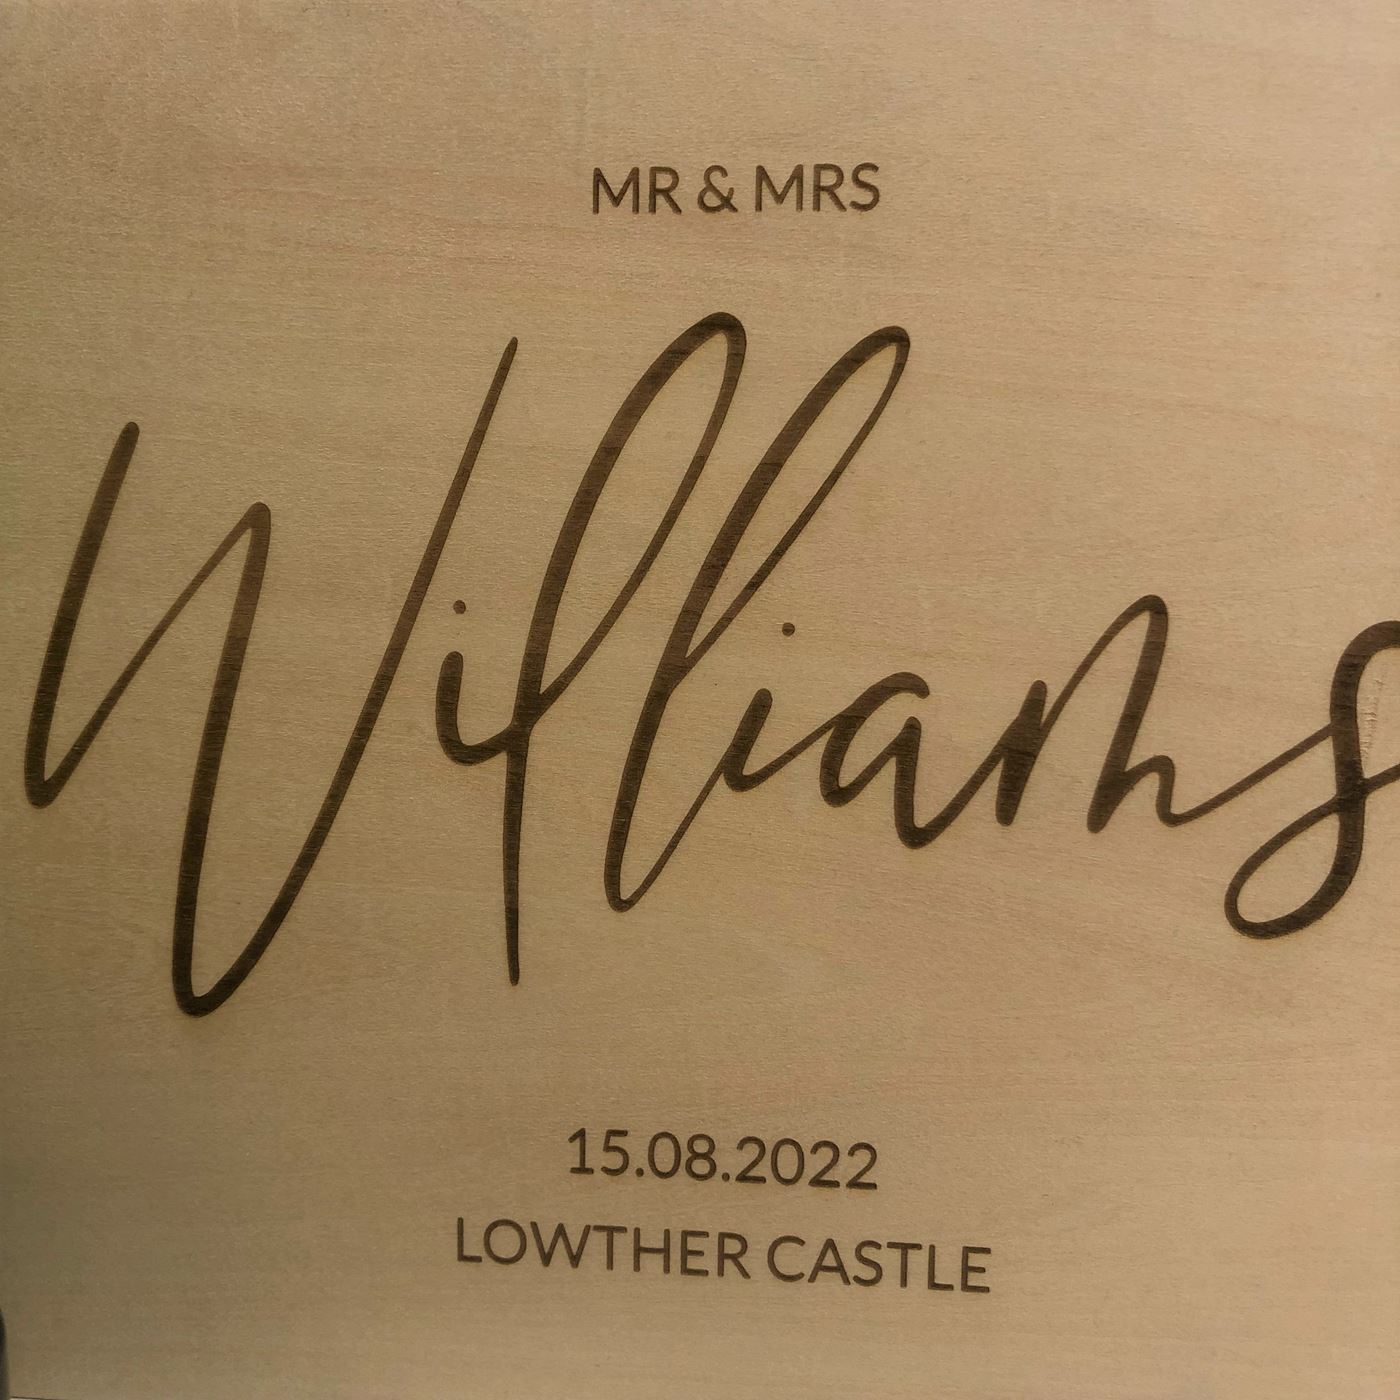 MR & MRS
Williams
15.08.2022
LOWTHER CASTLE